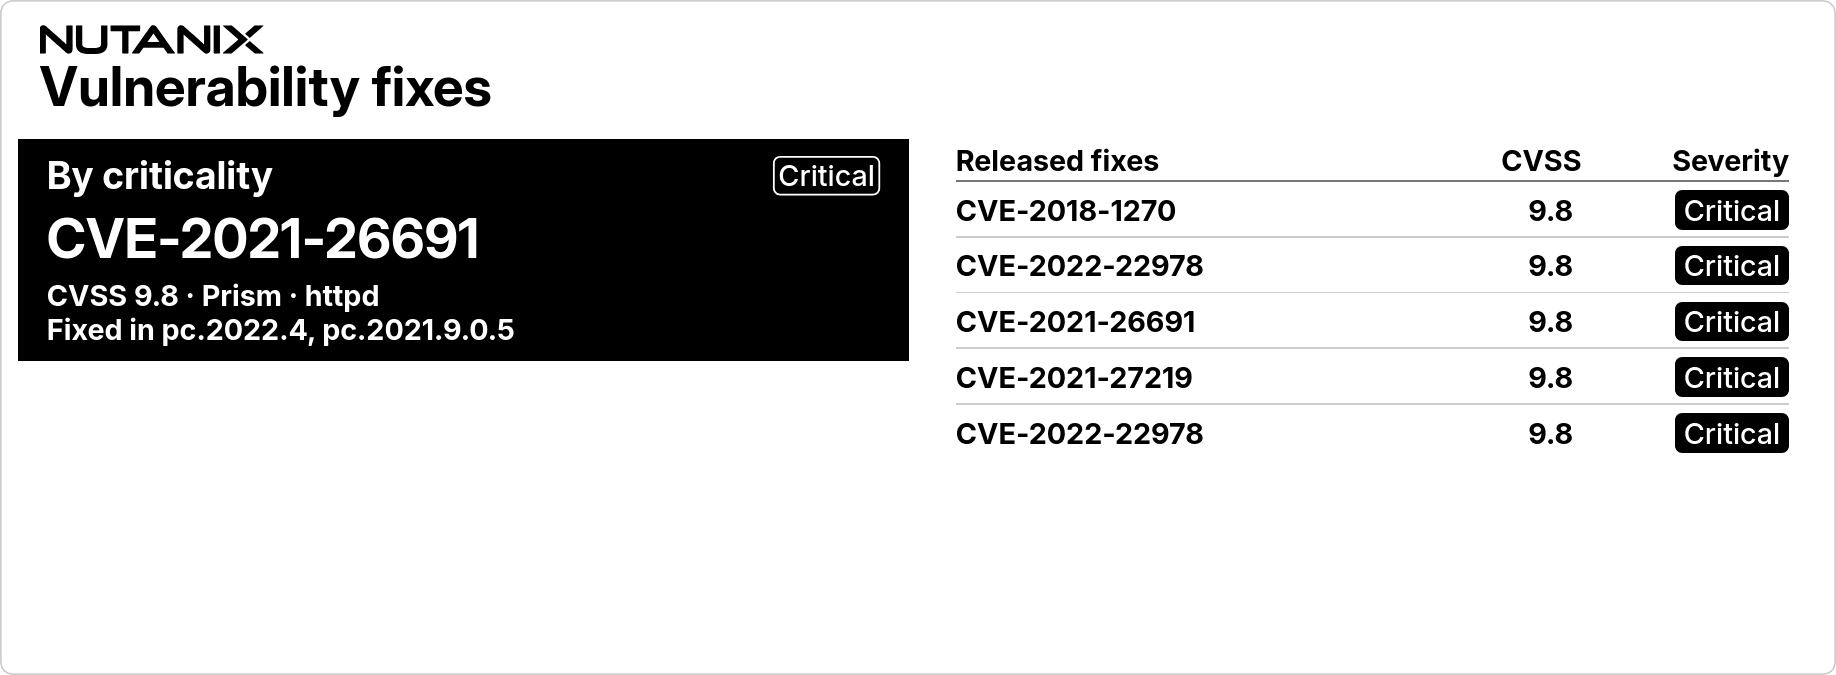 NUTANIX
Vulnerability fixes
By criticality Critical
CVE-2021-26691
CVSS 9.8 · Prism · httpd
Fixed in pc.2022.4, pc.2021.9.0.5
Released fixes CVSS Severity
CVE-2018-1270 9.8 Critical
CVE-2022-22978 9.8 Critical
CVE-2021-26691 9.8 Critical
CVE-2021-27219 9.8 Critical
CVE-2022-22978 9.8 Critical